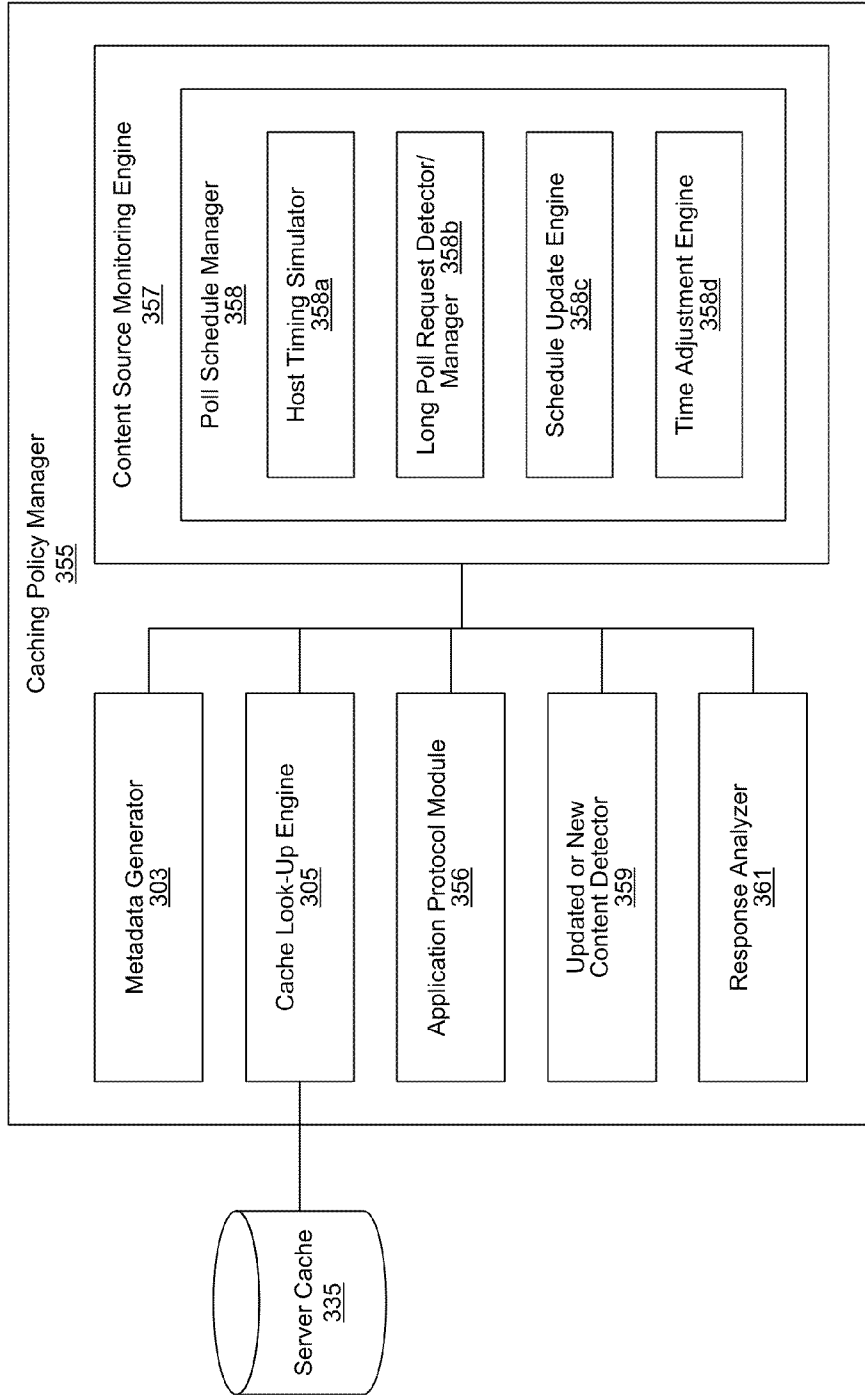 Caching Policy Manager
355
Server Cache
335
Metadata Generator
303
Cache Look-Up Engine
305
Application Protocol Module
356
Updated or New
Content Detector
359
Response Analyzer
361
Content Source Monitoring Engine
357
Poll Schedule Manager
358
Host Timing Simulator
358a
Long Poll Request Detector/
Manager 358b
Schedule Update Engine
358c
Time Adjustment Engine
358d